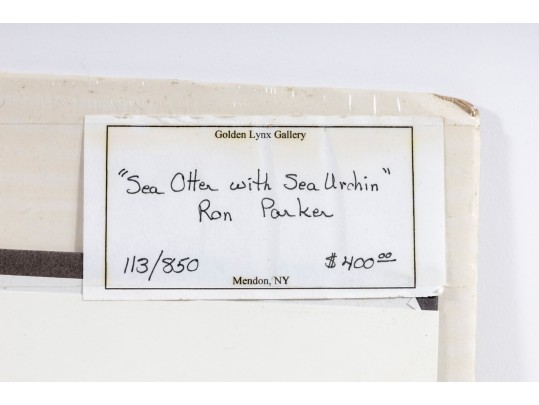 Golden Lynx Gallery
"Sea Otter with Sea Urchin"
Ron Parker
113/850 $400.00
Mendon, NY